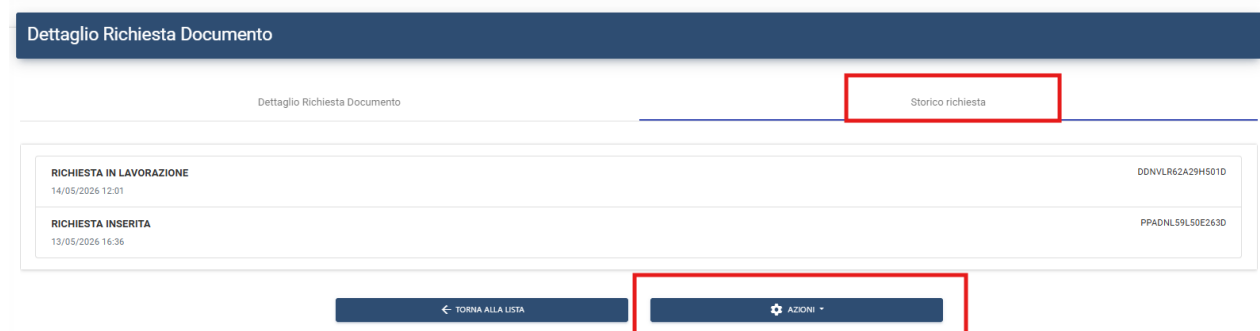 Dettaglio Richiesta Documento
Dettaglio Richiesta Documento
Storico richiesta
RICHIESTA IN LAVORAZIONE
DDNVLR62A29H501D
14/05/2026 12:01
RICHIESTA INSERITA
PPADNL59L50E263D
13/05/2026 16:36
TORNA ALLA LISTA
AZIONI